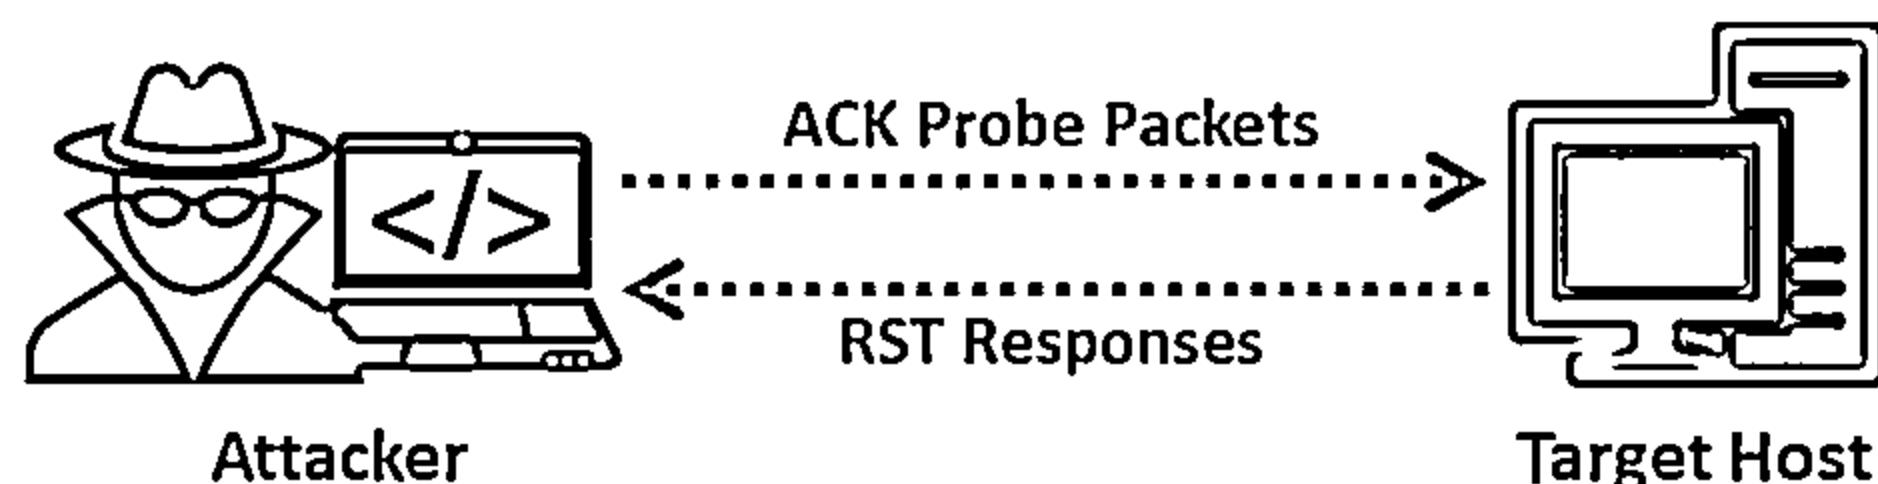 ACK Probe Packets
</>
RST Responses
Attacker
Target Host